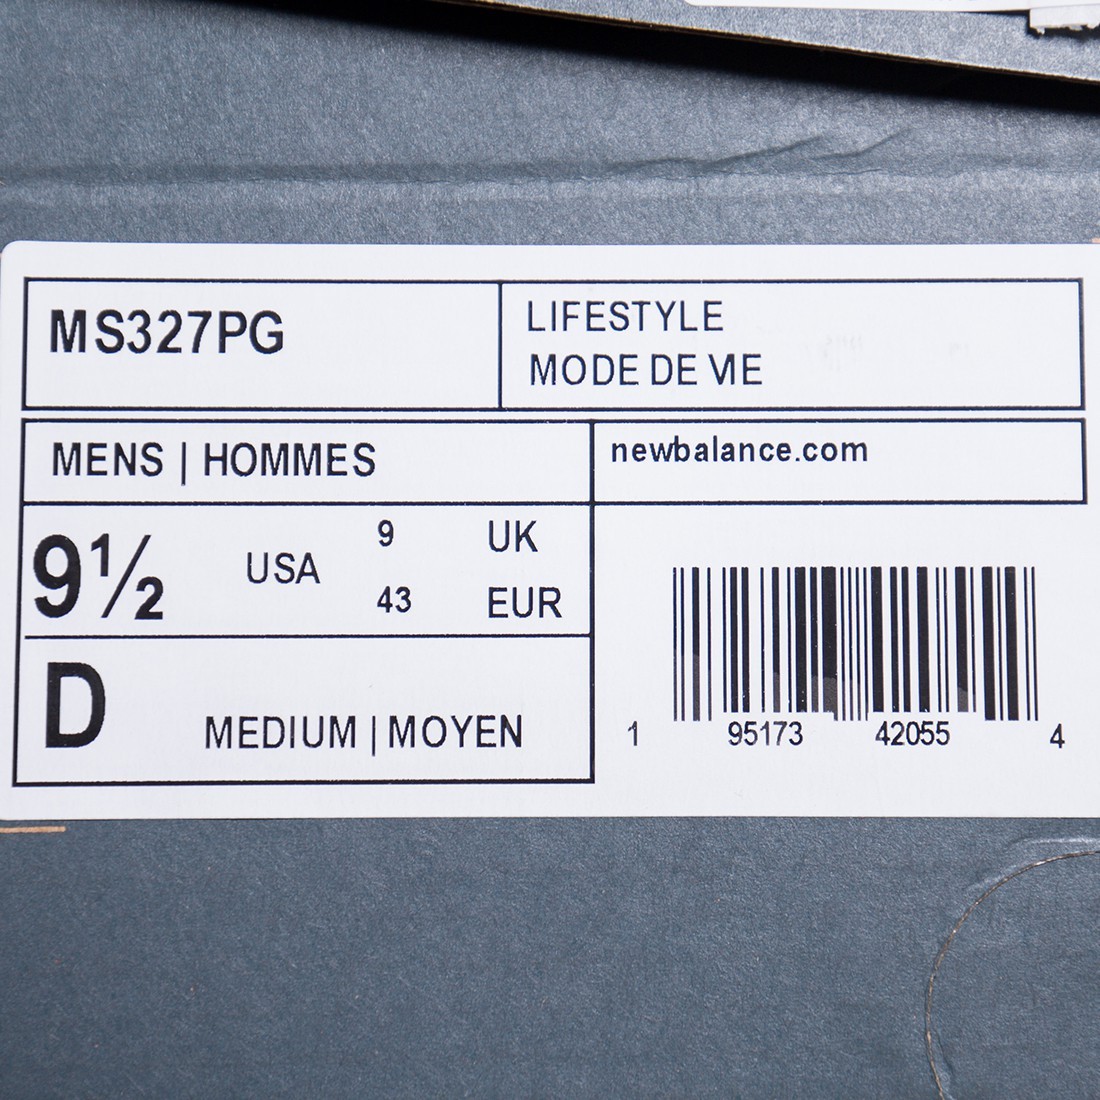 MS327PG
LIFESTYLE
MODE DE VIE
MENS | HOMMES
newbalance.com
9½ USA 9 UK
43 EUR
D MEDIUM | MOYEN
1 95173 42055 4